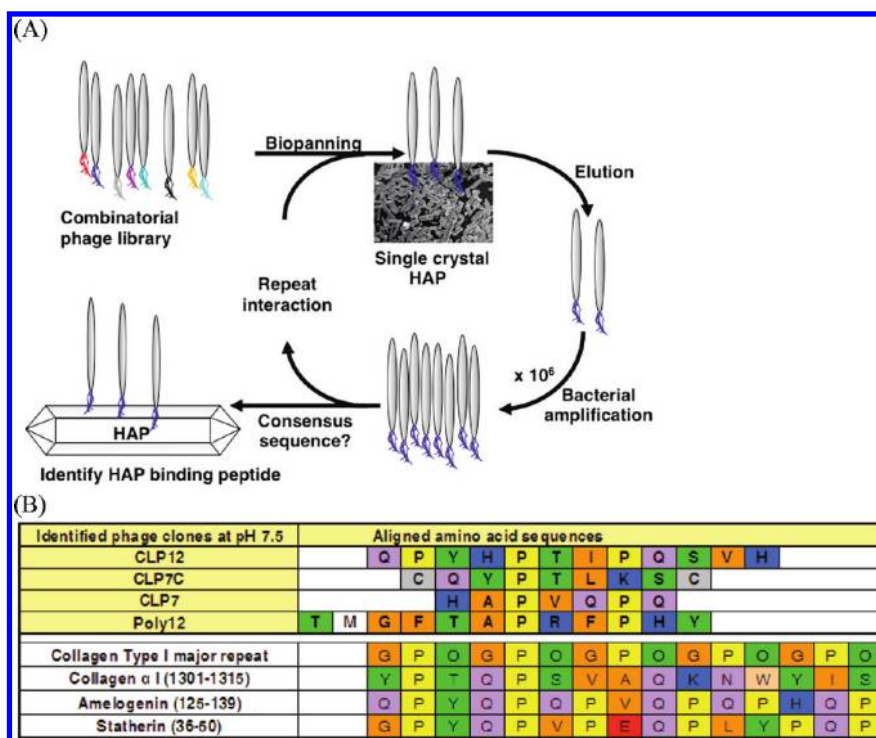 (A)
Combinatorial
phage library
Biopanning
Single crystal
HAP
Elution
x 10⁶
Bacterial
amplification
Repeat
interaction
Consensus
sequence?
HAP
Identify HAP binding peptide
(B)
Identified phage clones at pH 7.5 Aligned amino acid sequences
CLP12 Q P Y H P T I P Q S V H
CLP7C C Q Y P T L K S C
CLP7 H A P V Q P Q
Poly12 T M G F T A P R F P H Y
Collagen Type I major repeat G P O G P O G P O G P O G P O
Collagen α I (1301-1315) Y P T Q P S V A Q K N W Y I S
Amelogenin (125-139) Q P Y Q P Q P V Q P Q P H Q P
Statherin (36-50) G P Y Q P V P E Q P L Y P Q P